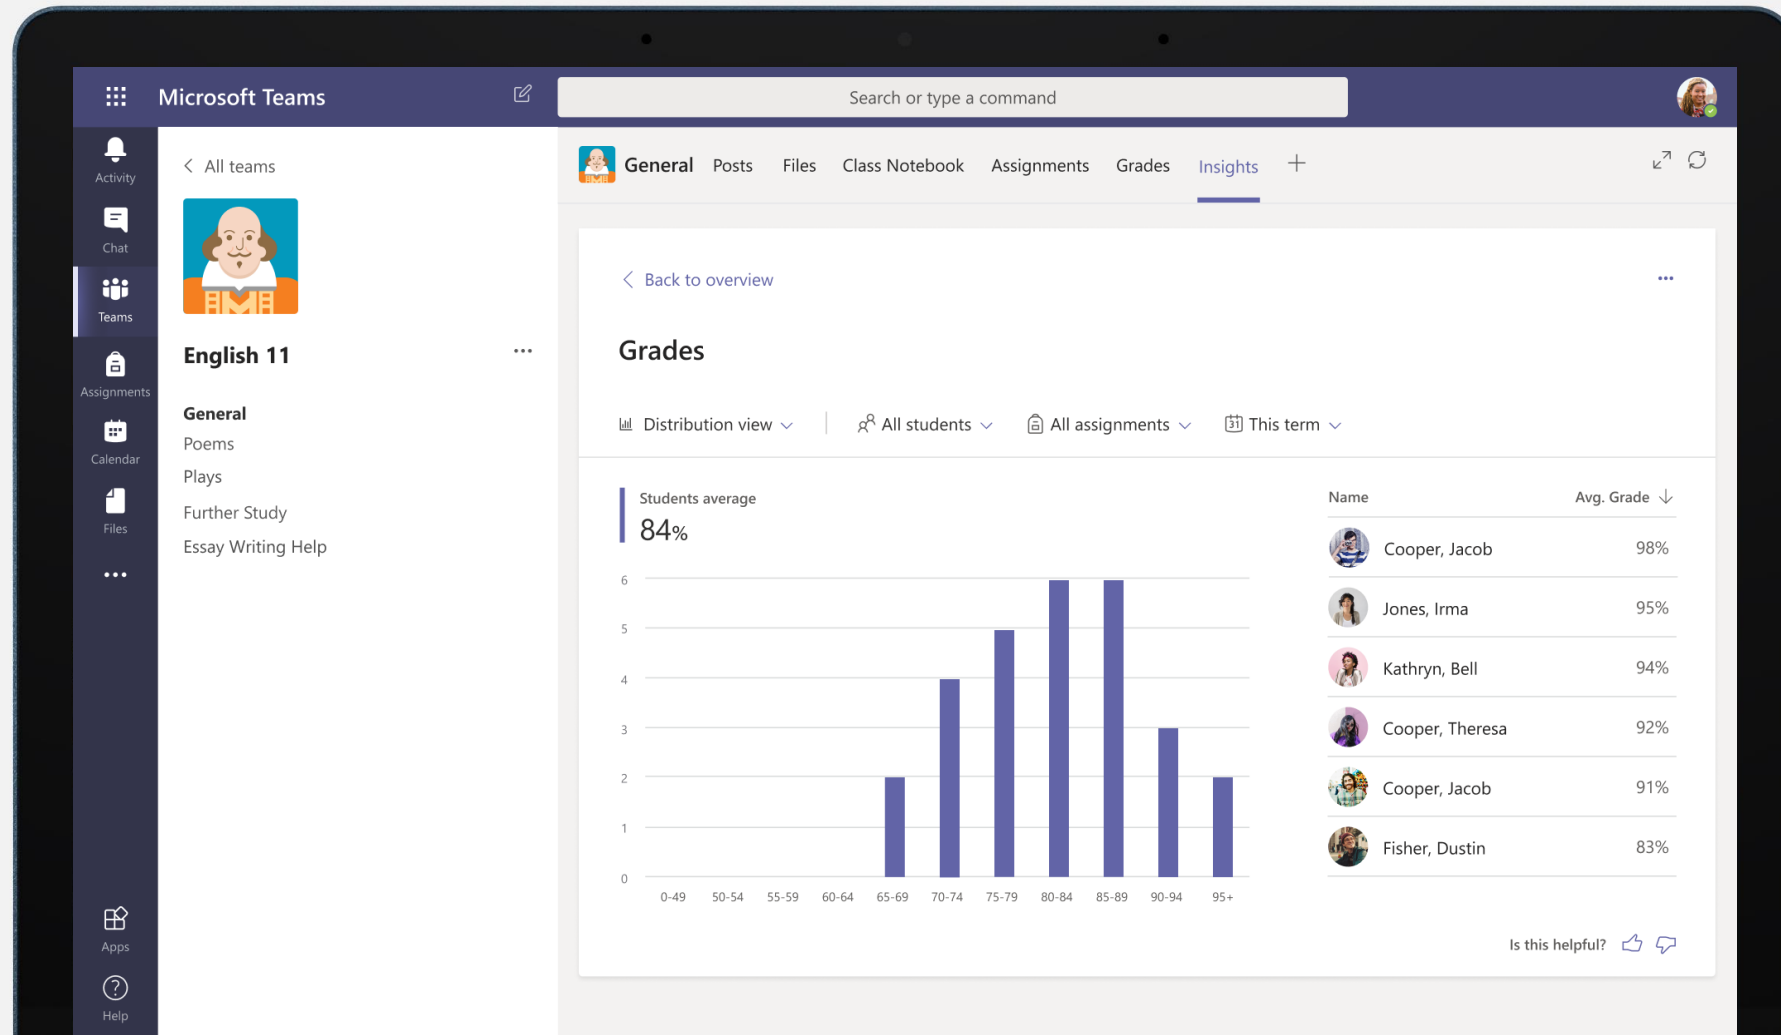 Microsoft Teams
Search or type a command
Activity
Chat
Teams
Assignments
Calendar
Files
Apps
Help
All teams
English 11
General
Poems
Plays
Further Study
Essay Writing Help
General Posts Files Class Notebook Assignments Grades Insights
Back to overview
Grades
Distribution view All students All assignments 31 This term
Students average
84%
6
5
4
3
2
1
0
0-49 50-54 55-59 60-64 65-69 70-74 75-79 80-84 85-89 90-94 95+
Name Avg. Grade
Cooper, Jacob 98%
Jones, Irma 95%
Kathryn, Bell 94%
Cooper, Theresa 92%
Cooper, Jacob 91%
Fisher, Dustin 83%
Is this helpful?